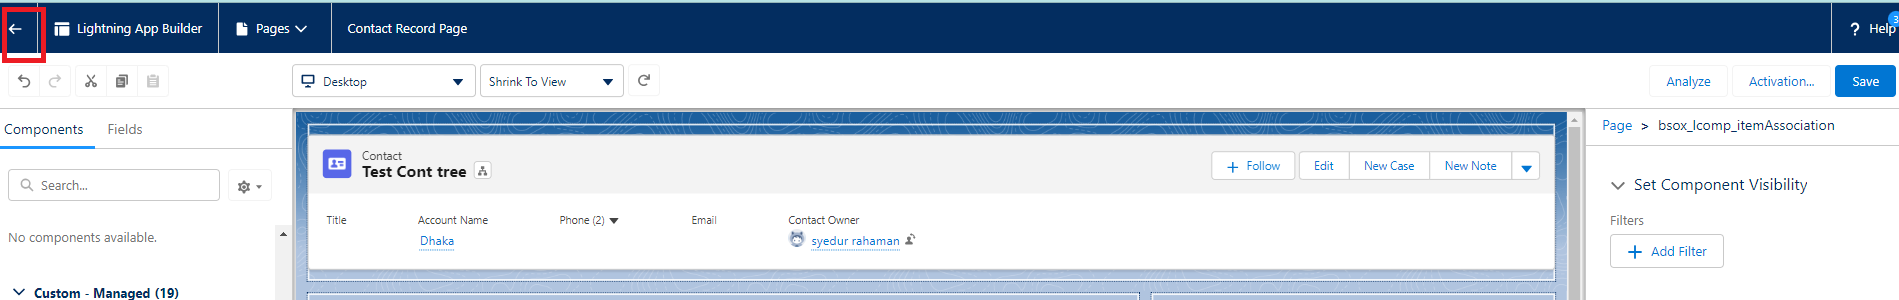 Lightning App Builder
Pages
Contact Record Page
? Help
3
Desktop
Shrink To View
Analyze
Activation...
Save
Components
Fields
Search...
No components available.
Custom - Managed (19)
Contact
Test Cont tree
+ Follow
Edit
New Case
New Note
Title
Account Name
Phone (2)
Email
Contact Owner
Dhaka
syedur rahaman
Page > bsox_lcomp_itemAssociation
Set Component Visibility
Filters
+ Add Filter